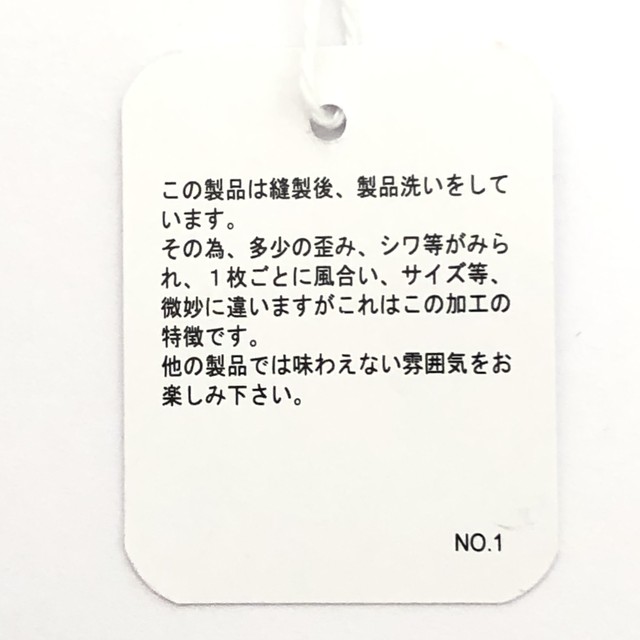 この製品は縫製後、製品洗いをして
います。
その為、多少の歪み、シワ等がみら
れ、１枚ごとに風合い、サイズ等、
微妙に違いますがこれはこの加工の
特徴です。
他の製品では味わえない雰囲気をお
楽しみ下さい。
NO.1